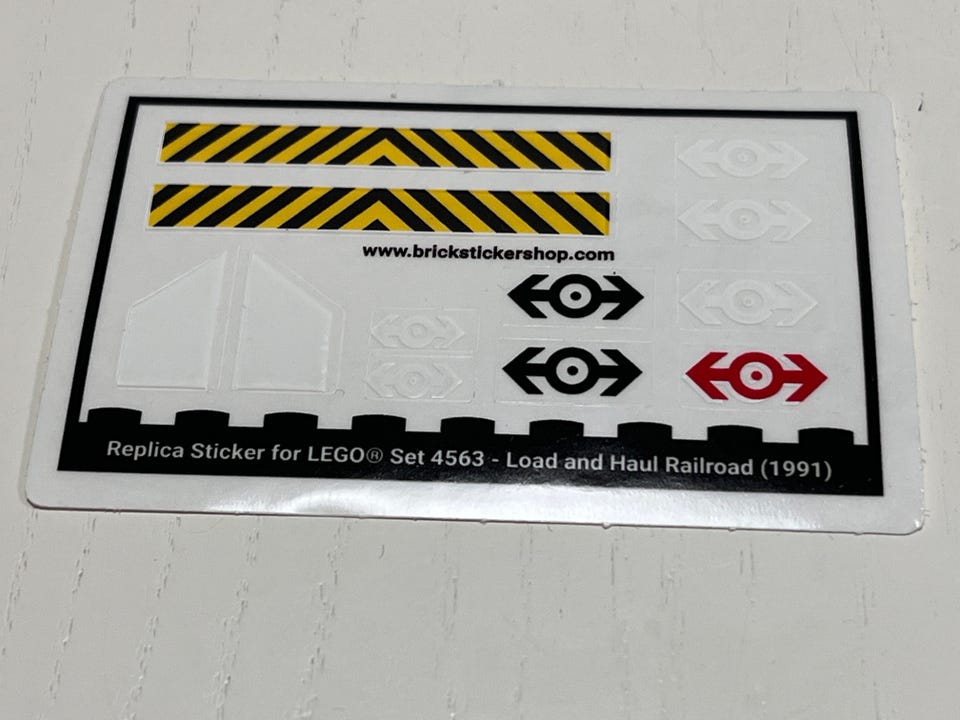 www.brickstickershop.com
Replica Sticker for LEGO® Set 4563 - Load and Haul Railroad (1991)